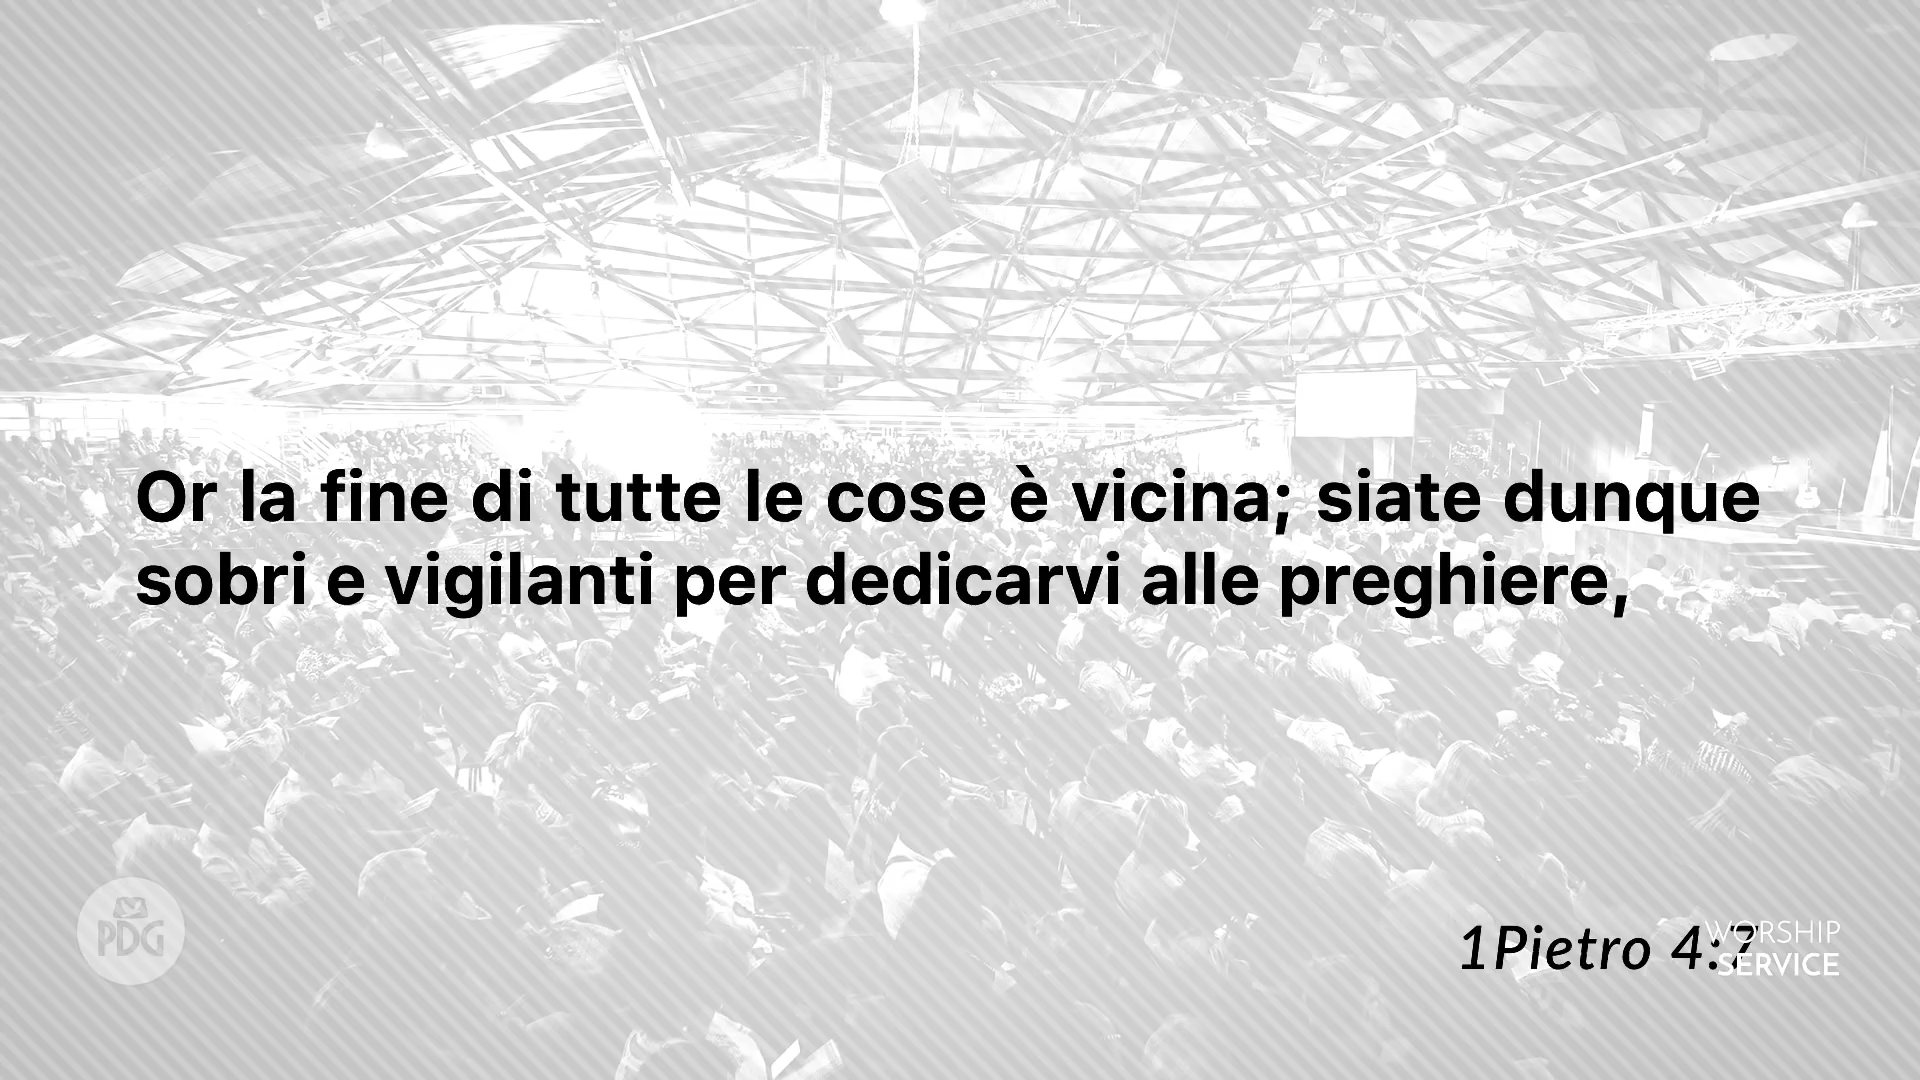 Or la fine di tutte le cose è vicina; siate dunque
sobri e vigilanti per dedicarvi alle preghiere,
PDG
1Pietro 4:7
WORSHIP
SERVICE